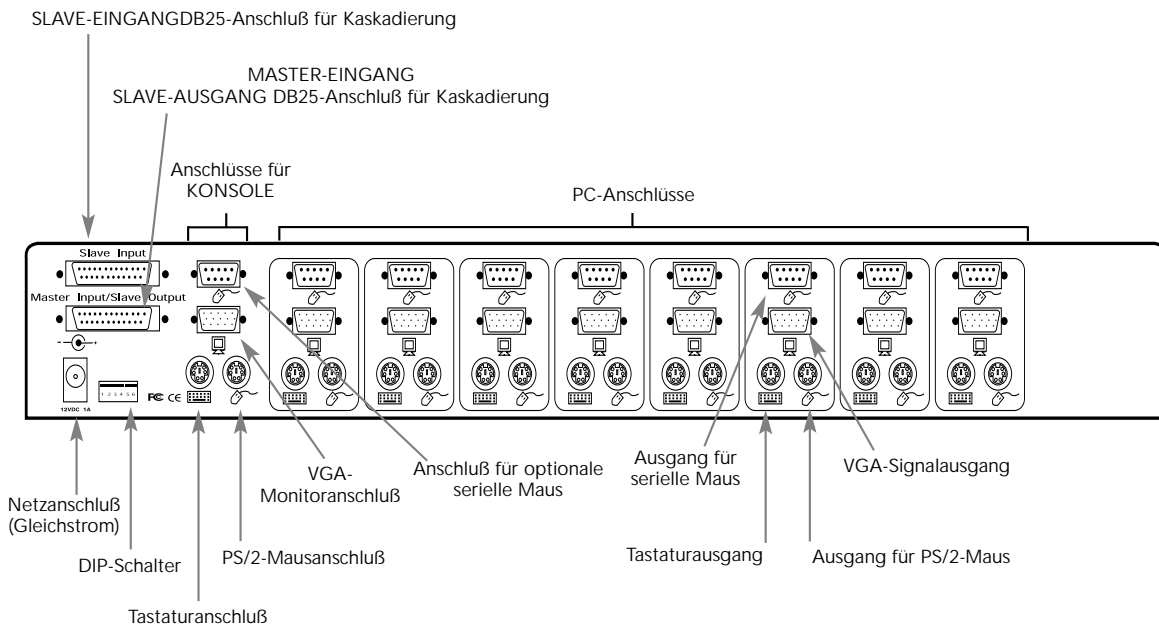 SLAVE-EINGANGDB25-Anschluß für Kaskadierung
MASTER-EINGANG
SLAVE-AUSGANG DB25-Anschluß für Kaskadierung
Anschlüsse für
KONSOLE
PC-Anschlüsse
Slave Input
Master Input/Slave Output
- +
1 2 3 4 5 6
FC CE
12VDC 1A
VGA-
Monitoranschluß
Anschluß für optionale
serielle Maus
Ausgang für
serielle Maus
VGA-Signalausgang
Netzanschluß
(Gleichstrom)
DIP-Schalter
PS/2-Mausanschluß
Tastaturausgang
Ausgang für PS/2-Maus
Tastaturanschluß